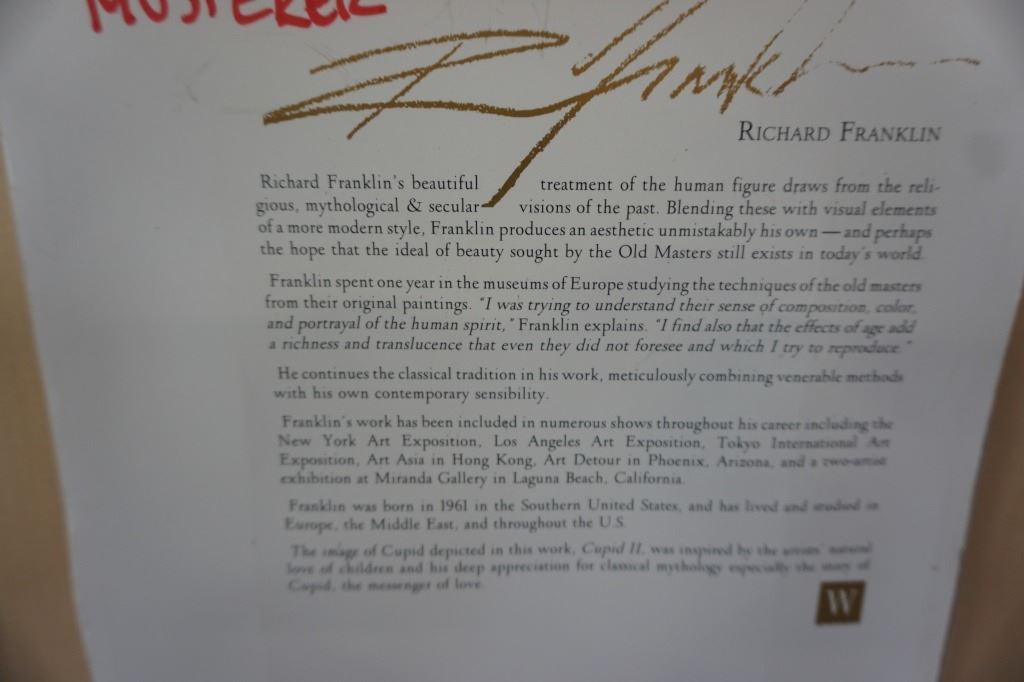 R Franklin
RICHARD FRANKLIN
Richard Franklin's beautiful treatment of the human figure draws from the reli-
gious, mythological & secular visions of the past. Blending these with visual elements
of a more modern style, Franklin produces an aesthetic unmistakably his own — and perhaps
the hope that the ideal of beauty sought by the Old Masters still exists in today's world.
Franklin spent one year in the museums of Europe studying the techniques of the old masters
from their original paintings. "I was trying to understand their sense of composition, color,
and portrayal of the human spirit," Franklin explains. "I find also that the effects of age add
a richness and translucence that even they did not foresee and which I try to reproduce."
He continues the classical tradition in his work, meticulously combining venerable methods
with his own contemporary sensibility.
Franklin's work has been included in numerous shows throughout his career including the
New York Art Exposition, Los Angeles Art Exposition, Tokyo International Art
Exposition, Art Asia in Hong Kong, Art Detour in Phoenix, Arizona, and a two-artist
exhibition at Miranda Gallery in Laguna Beach, California.
Franklin was born in 1961 in the Southern United States, and has lived and studied in
Europe, the Middle East, and throughout the U.S.
The image of Cupid depicted in this work, Cupid II, was inspired by the artists' natural
love of children and his deep appreciation for classical mythology especially the story of
Cupid, the messenger of love.
W